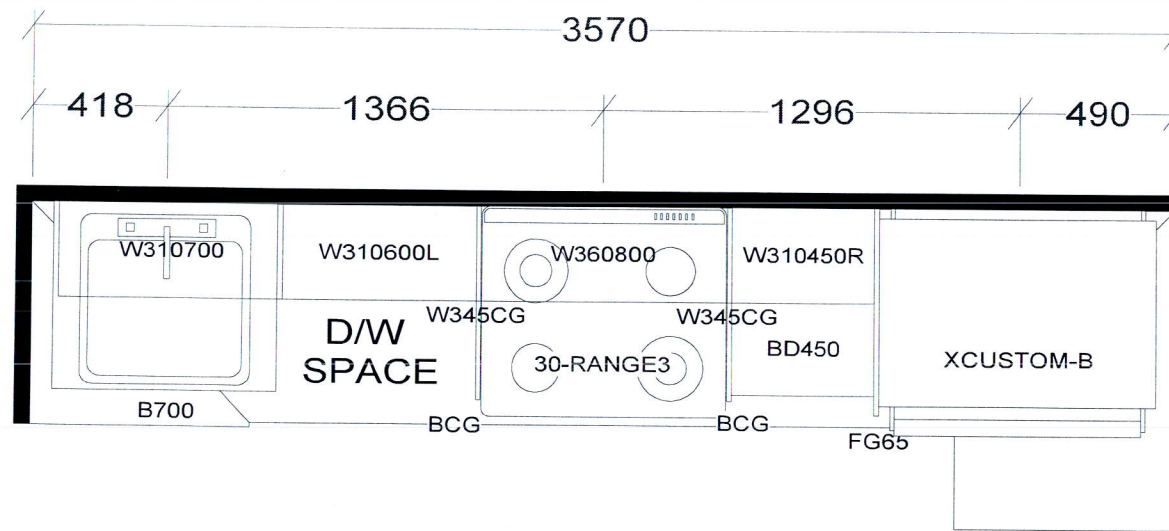 3570
418 1366 1296 490
W310700 W310600L W360800 W310450R
W345CG W345CG
D/W
SPACE
30-RANGE3 BD450 XCUSTOM-B
B700
BCG BCG
FG65